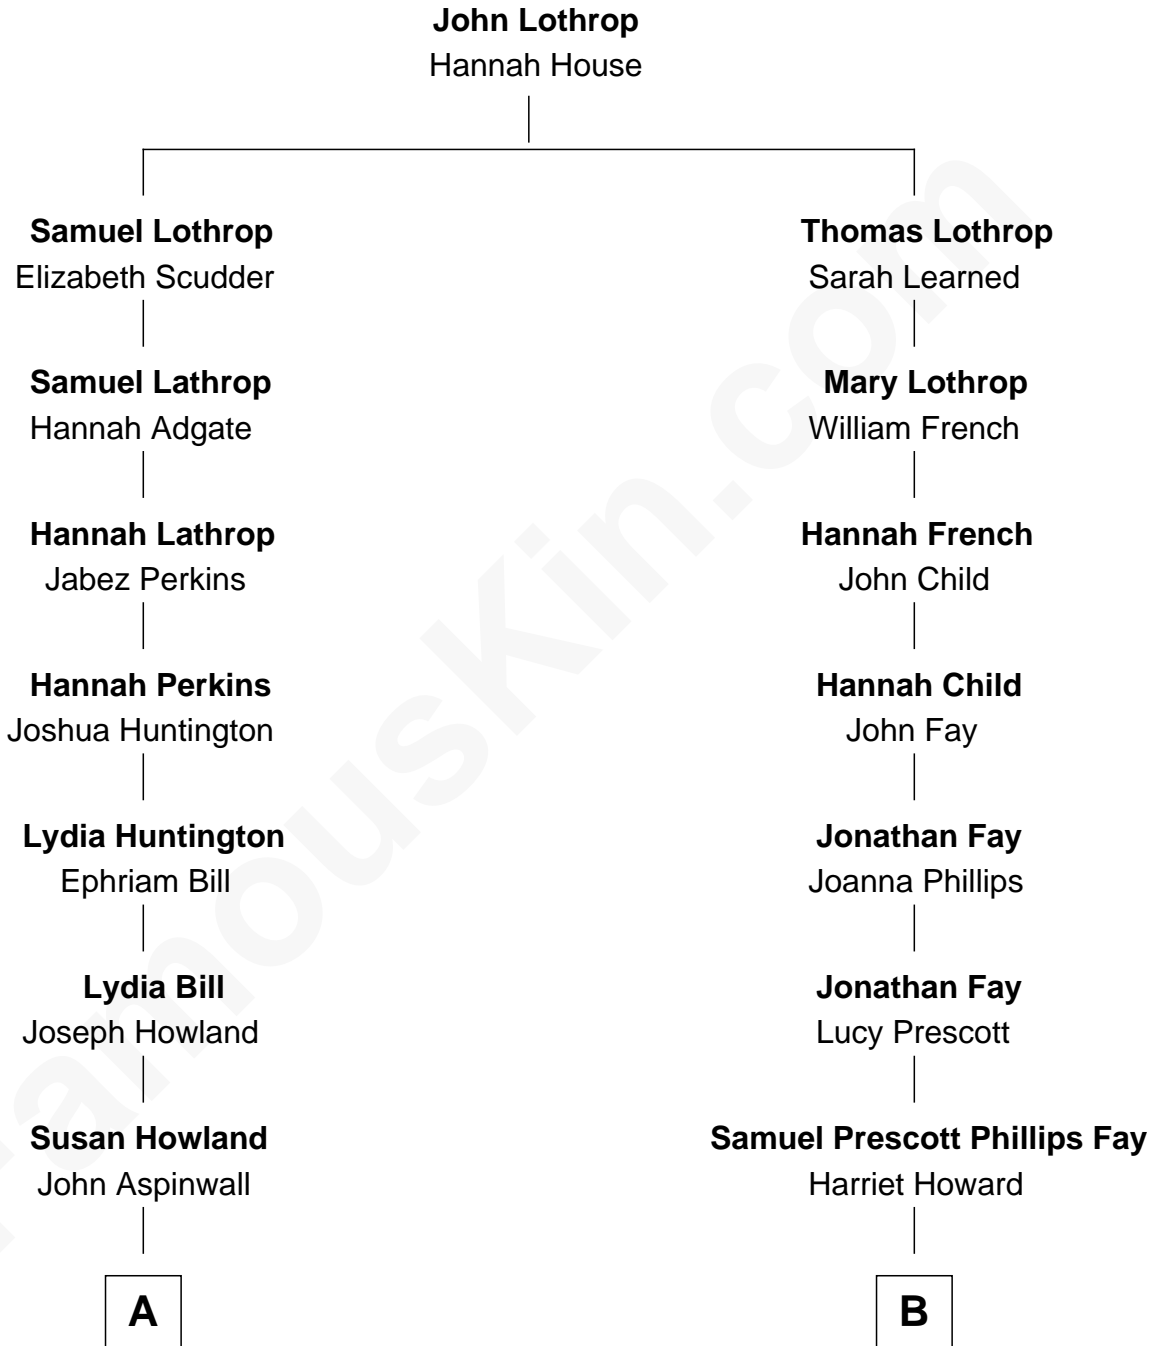 John Lothrop
Hannah House
Samuel Lothrop
Elizabeth Scudder
Thomas Lothrop
Sarah Learned
Samuel Lathrop
Hannah Adgate
Mary Lothrop
William French
Hannah Lathrop
Jabez Perkins
Hannah French
John Child
Hannah Perkins
Joshua Huntington
Hannah Child
John Fay
Lydia Huntington
Ephriam Bill
Jonathan Fay
Joanna Phillips
Lydia Bill
Joseph Howland
Jonathan Fay
Lucy Prescott
Susan Howland
John Aspinwall
Samuel Prescott Phillips Fay
Harriet Howard
A
B
FamousKin.com